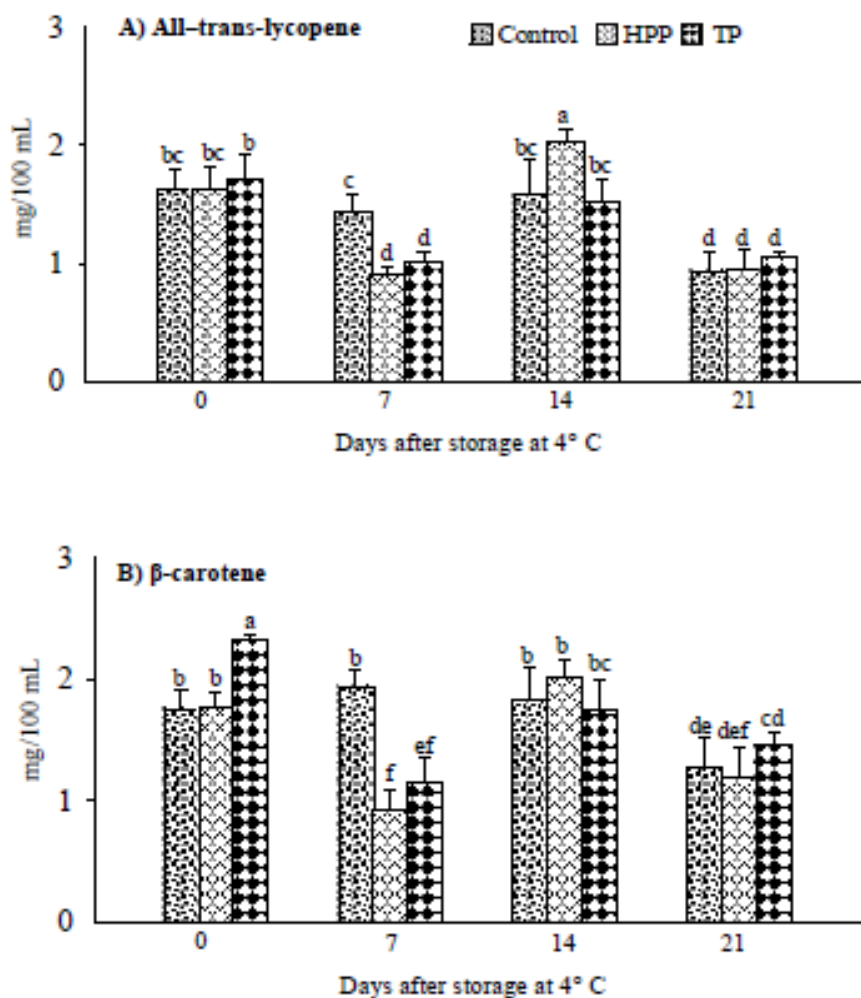 3
A) All–trans-lycopene
Control HPP TP
a
b
bc bc
bc bc
2
c
d d
d d d
1
0
mg/100 mL
0 7 14 21
Days after storage at 4° C
3
B) β-carotene
a
b b
b
b b bc
2
f ef
de def cd
1
0
mg/100 mL
0 7 14 21
Days after storage at 4° C